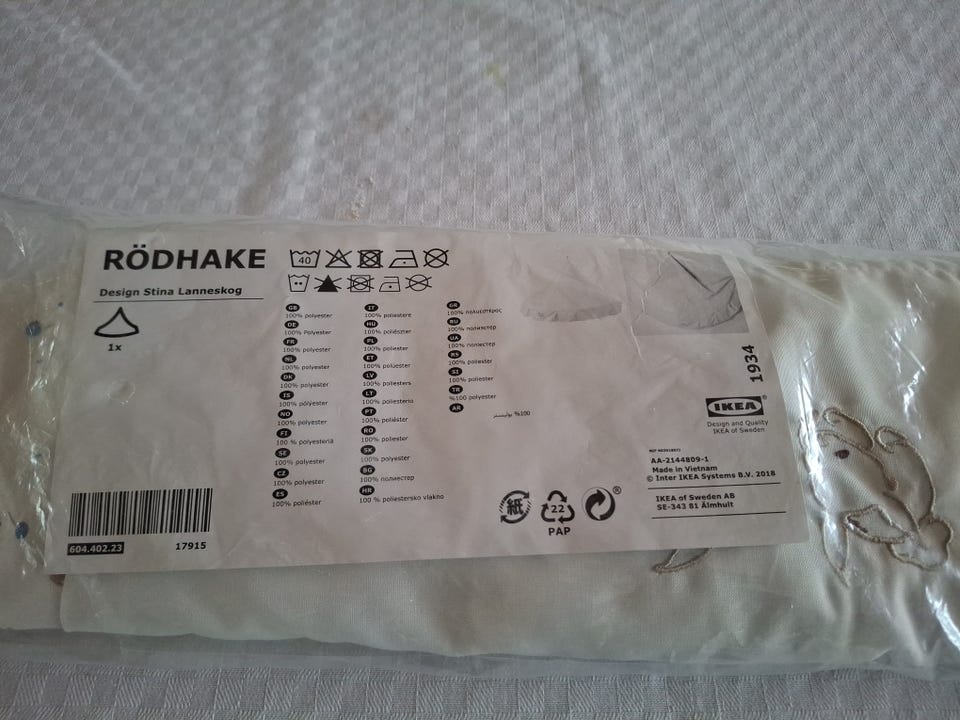 RÖDHAKE
Design Stina Lanneskog
1x
40
GB
100% polyester
DE
100% Polyester
FR
100% polyester
NL
100% polyester
DK
100% polyester
IS
100% pólýester
NO
100% polyester
FI
100 % polyesteriä
SE
100% polyester
CZ
100% polyester
ES
100% poliéster
IT
100% poliestere
HU
100% poliészter
PL
100% poliester
ET
100% polüester
LV
100% poliesters
LT
100% poliesteris
PT
100% poliéster
RO
100% poliester
SK
100% polyester
BG
100% полиестер
HR
100 % poliestersko vlakno
GR
100% πολυεστέρας
RU
100% полиэстер
UA
100% поліестер
RS
100% poliester
SI
100% poliester
TR
%100 polyester
AR
100% بوليستر
1934
IKEA
Design and Quality
IKEA of Sweden
AA-2144809-1
Made in Vietnam
© Inter IKEA Systems B.V. 2018
IKEA of Sweden AB
SE-343 81 Älmhult
紙
22
PAP
®
604.402.23
17915